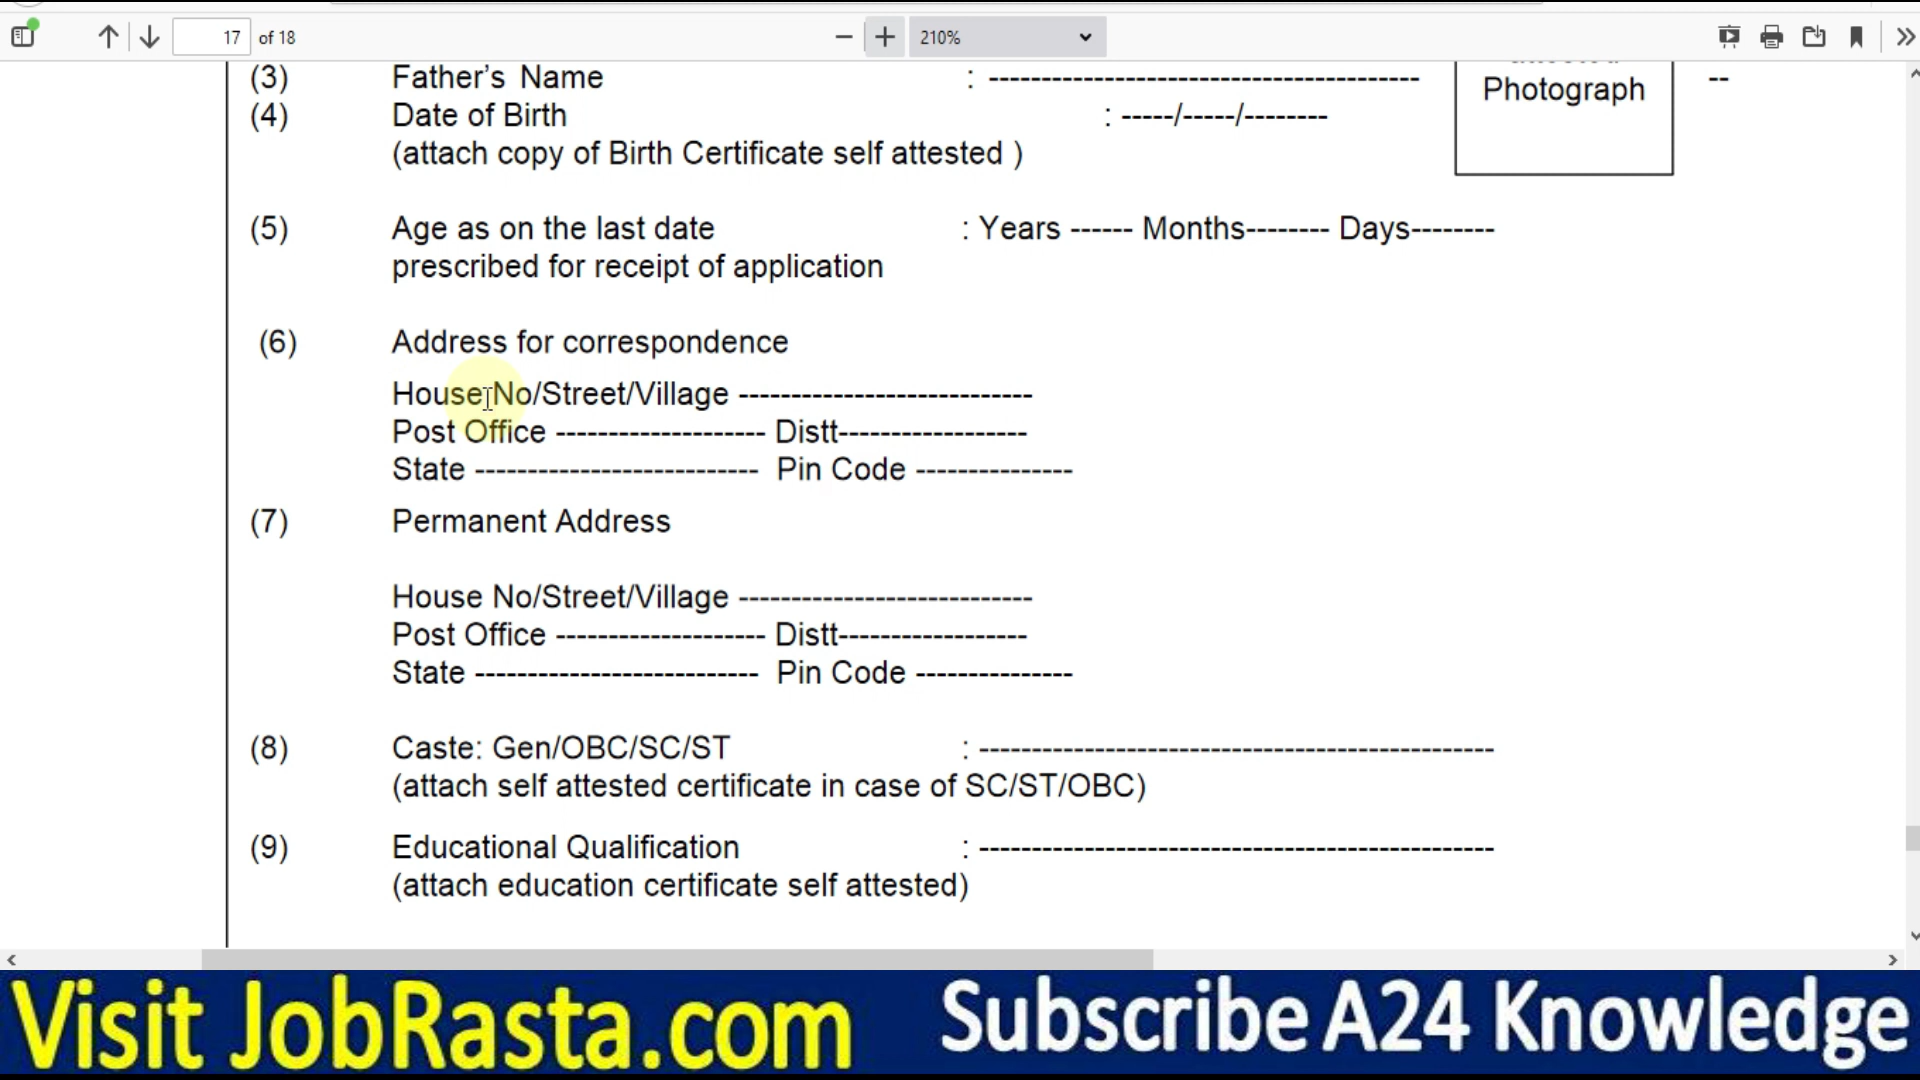 17 of 18
210%
(3) Father's Name : ----------------------------------------- --
Photograph
(4) Date of Birth : -----/-----/--------
(attach copy of Birth Certificate self attested )
(5) Age as on the last date : Years ------ Months-------- Days--------
prescribed for receipt of application
(6) Address for correspondence
House No/Street/Village ----------------------------
Post Office -------------------- Distt------------------
State --------------------------- Pin Code ---------------
(7) Permanent Address
House No/Street/Village ----------------------------
Post Office -------------------- Distt------------------
State --------------------------- Pin Code ---------------
(8) Caste: Gen/OBC/SC/ST : -------------------------------------------------
(attach self attested certificate in case of SC/ST/OBC)
(9) Educational Qualification : -------------------------------------------------
(attach education certificate self attested)
Visit JobRasta.com Subscribe A24 Knowledge